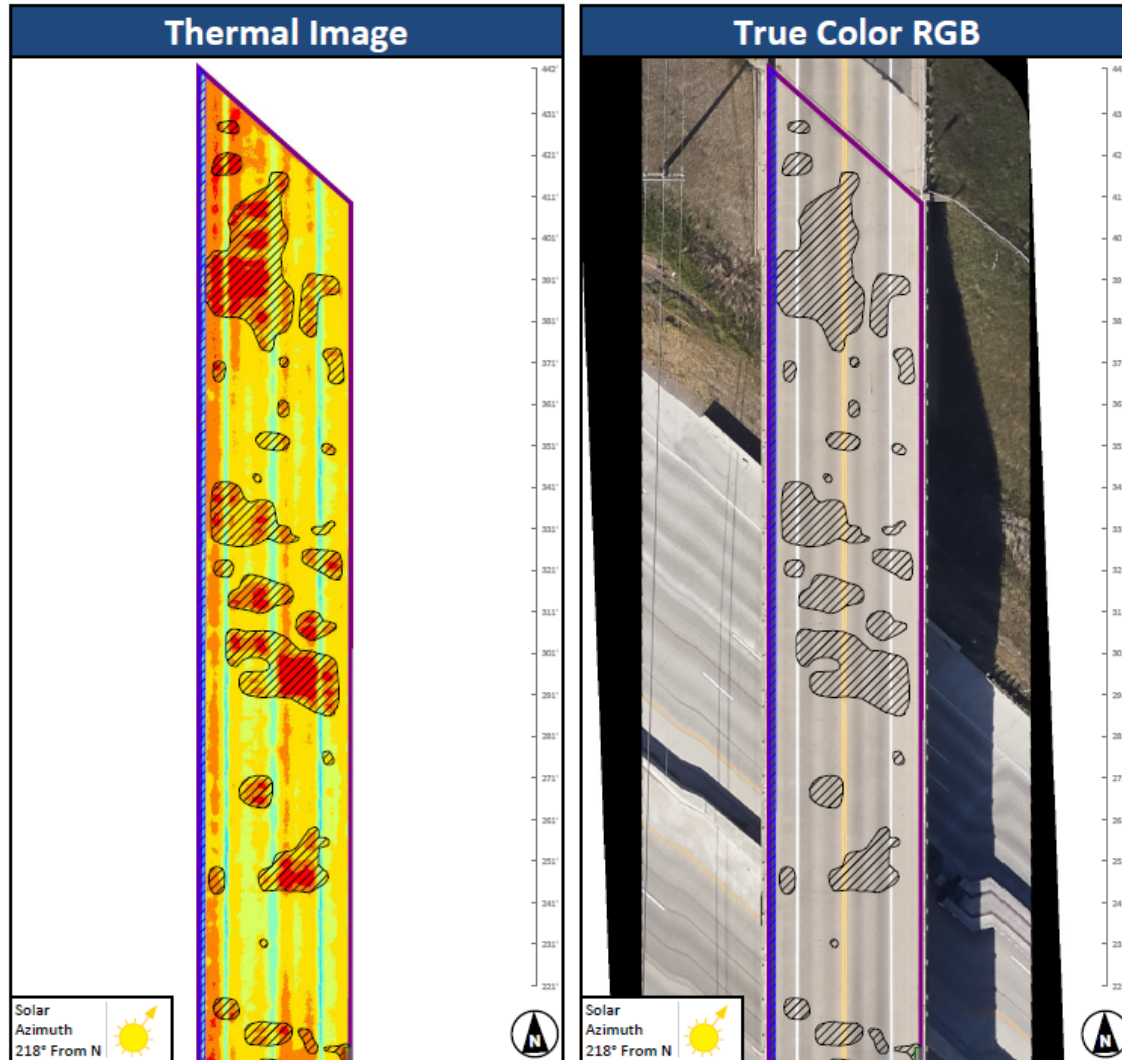 Thermal Image
442'
431'
421'
411'
401'
391'
381'
371'
361'
351'
341'
331'
321'
311'
301'
291'
281'
271'
261'
251'
241'
231'
221'
Solar
Azimuth
218° From N
N
True Color RGB
Solar
Azimuth
218° From N
N